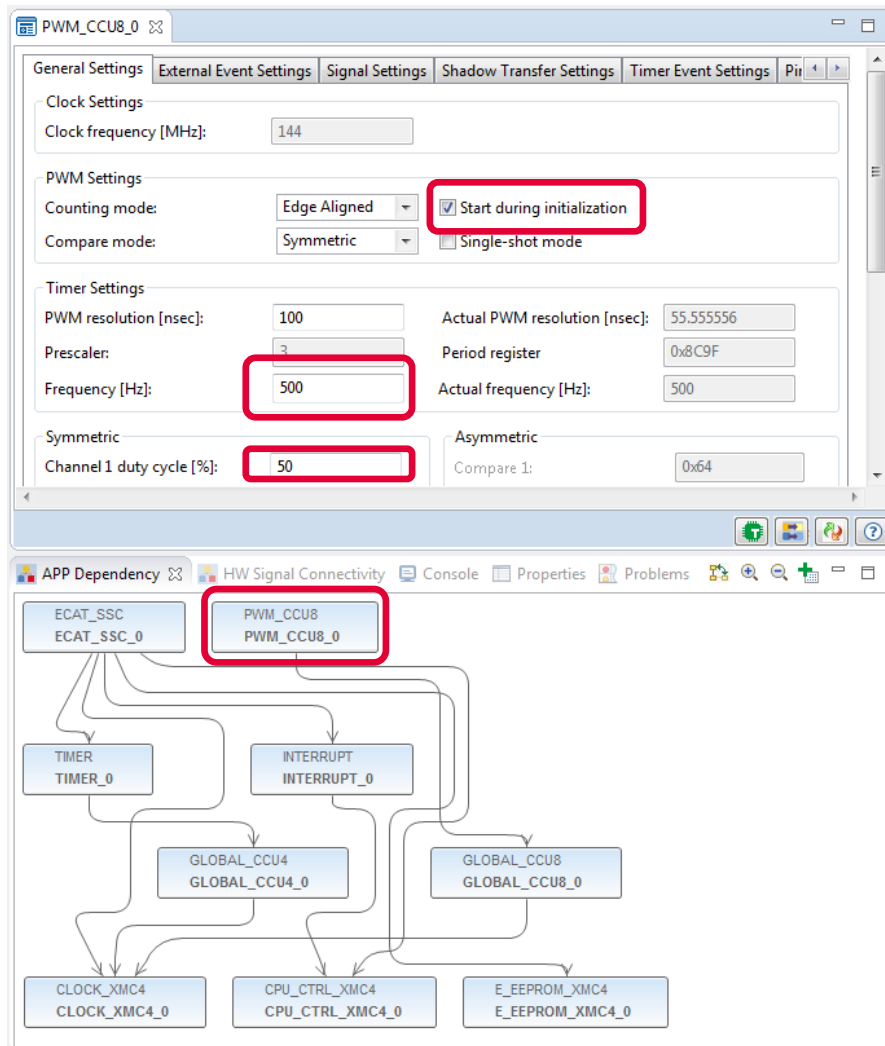 PWM_CCU8_0
General Settings External Event Settings Signal Settings Shadow Transfer Settings Timer Event Settings Pin
Clock Settings
Clock frequency [MHz]: 144
PWM Settings
Counting mode: Edge Aligned Start during initialization
Compare mode: Symmetric Single-shot mode
Timer Settings
PWM resolution [nsec]: 100 Actual PWM resolution [nsec]: 55.555556
Prescaler: 3 Period register 0x8C9F
Frequency [Hz]: 500 Actual frequency [Hz]: 500
Symmetric Asymmetric
Channel 1 duty cycle [%]: 50 Compare 1: 0x64
APP Dependency HW Signal Connectivity Console Properties Problems
ECAT_SSC PWM_CCU8
ECAT_SSC_0 PWM_CCU8_0
TIMER INTERRUPT
TIMER_0 INTERRUPT_0
GLOBAL_CCU4 GLOBAL_CCU8
GLOBAL_CCU4_0 GLOBAL_CCU8_0
CLOCK_XMC4 CPU_CTRL_XMC4 E_EEPROM_XMC4
CLOCK_XMC4_0 CPU_CTRL_XMC4_0 E_EEPROM_XMC4_0